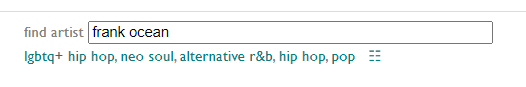 find artist frank ocean
lgbtq+ hip hop, neo soul, alternative r&b, hip hop, pop ☷